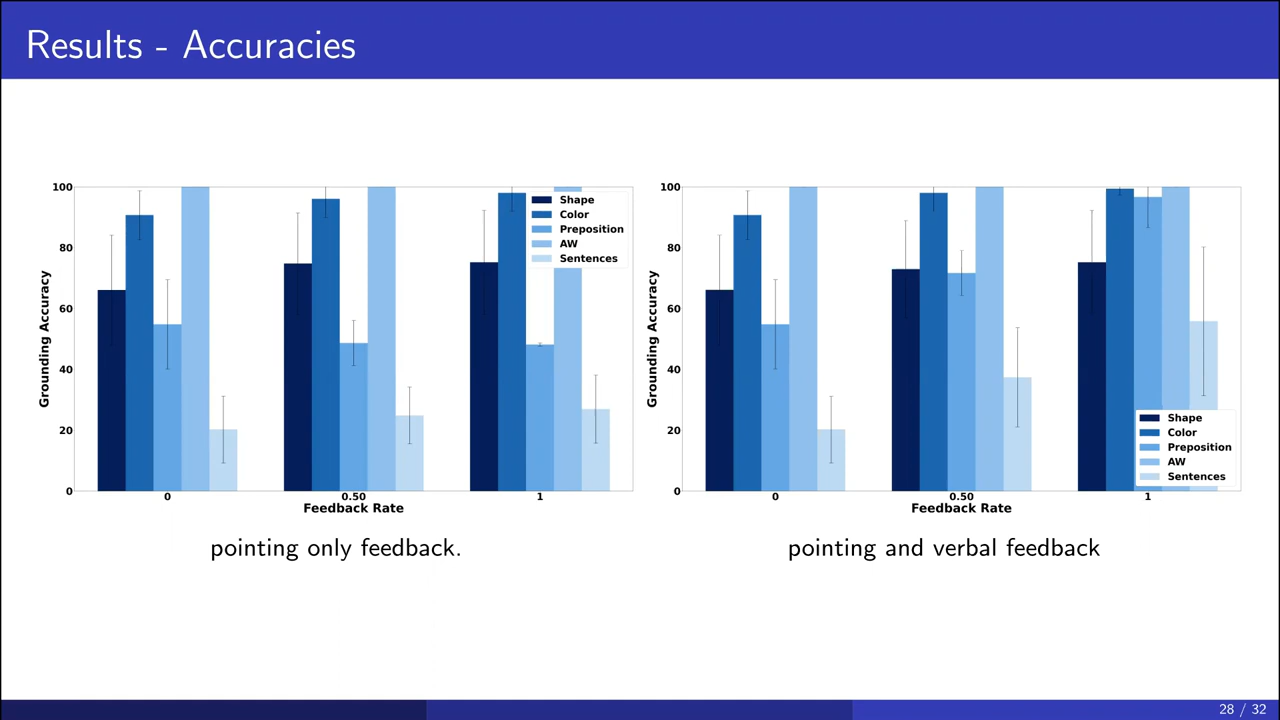 Results - Accuracies
100
80
60
40
20
0
Grounding Accuracy
0
0.50
1
Feedback Rate
Shape
Color
Preposition
AW
Sentences
pointing only feedback.
100
80
60
40
20
0
Grounding Accuracy
0
0.50
1
Feedback Rate
Shape
Color
Preposition
AW
Sentences
pointing and verbal feedback
28 / 32